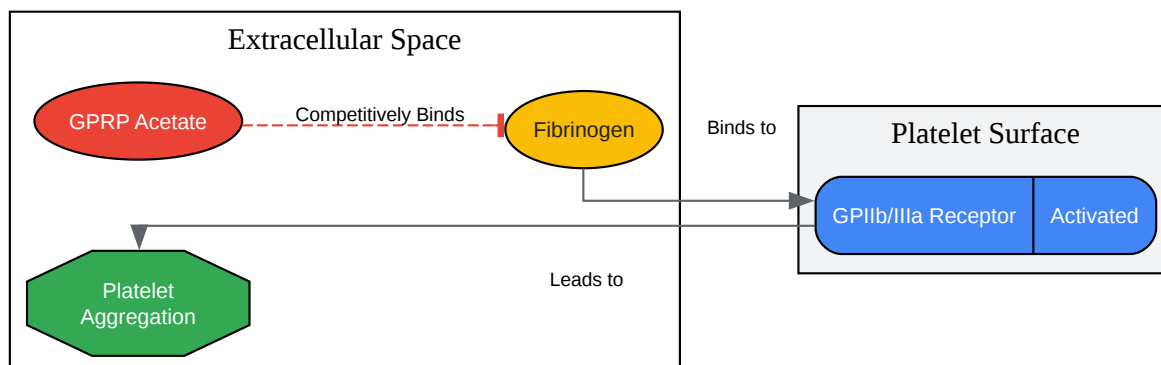 Extracellular Space
GPRP Acetate
Competitively Binds
Fibrinogen
Binds to
Platelet Surface
GPIIb/IIIa Receptor
Activated
Leads to
Platelet
Aggregation